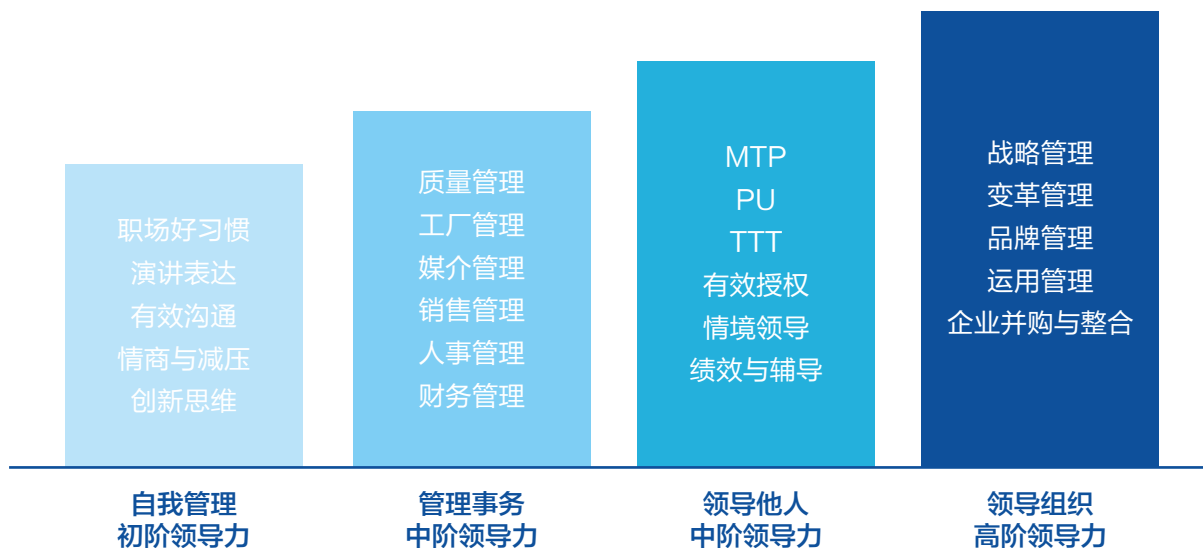 职场好习惯
演讲表达
有效沟通
情商与减压
创新思维
自我管理
初阶领导力
质量管理
工厂管理
媒介管理
销售管理
人事管理
财务管理
管理事务
中阶领导力
MTP
PU
TTT
有效授权
情境领导
绩效与辅导
领导他人
中阶领导力
战略管理
变革管理
品牌管理
运用管理
企业并购与整合
领导组织
高阶领导力